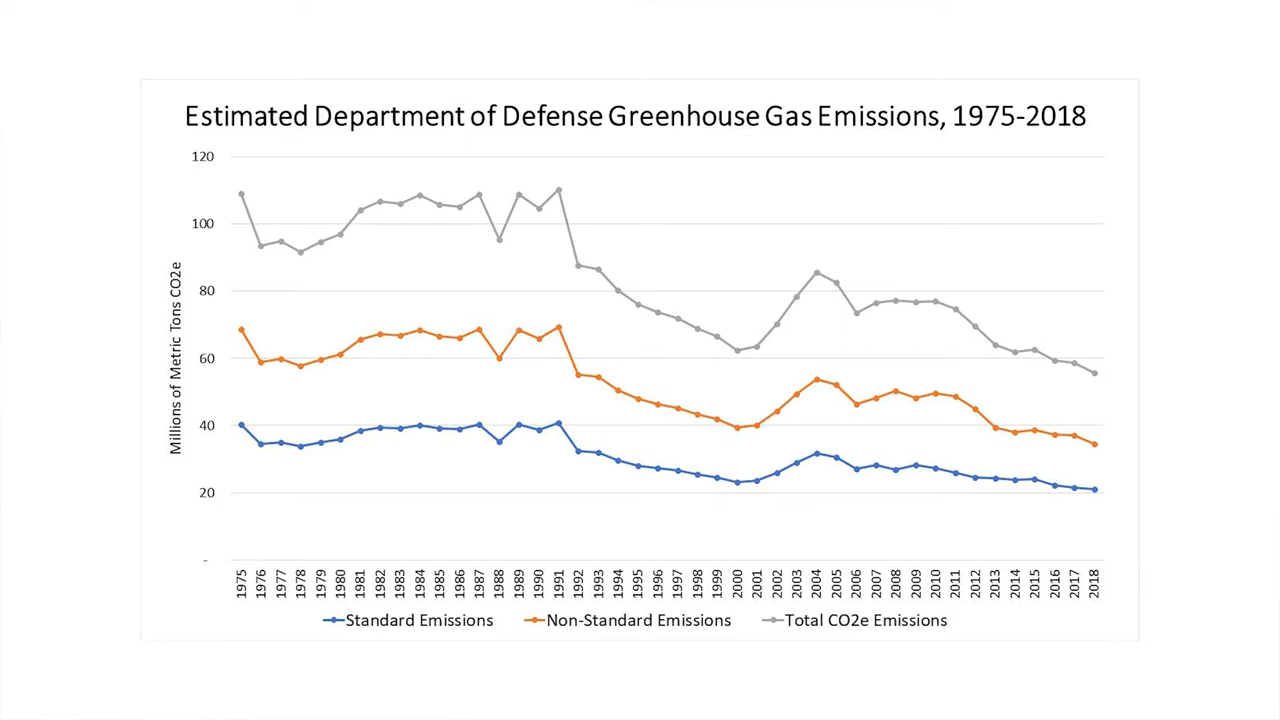 Estimated Department of Defense Greenhouse Gas Emissions, 1975-2018
Millions of Metric Tons CO2e
120
100
80
60
40
20
-
1975 1976 1977 1978 1979 1980 1981 1982 1983 1984 1985 1986 1987 1988 1989 1990 1991 1992 1993 1994 1995 1996 1997 1998 1999 2000 2001 2002 2003 2004 2005 2006 2007 2008 2009 2010 2011 2012 2013 2014 2015 2016 2017 2018
Standard Emissions Non-Standard Emissions Total CO2e Emissions